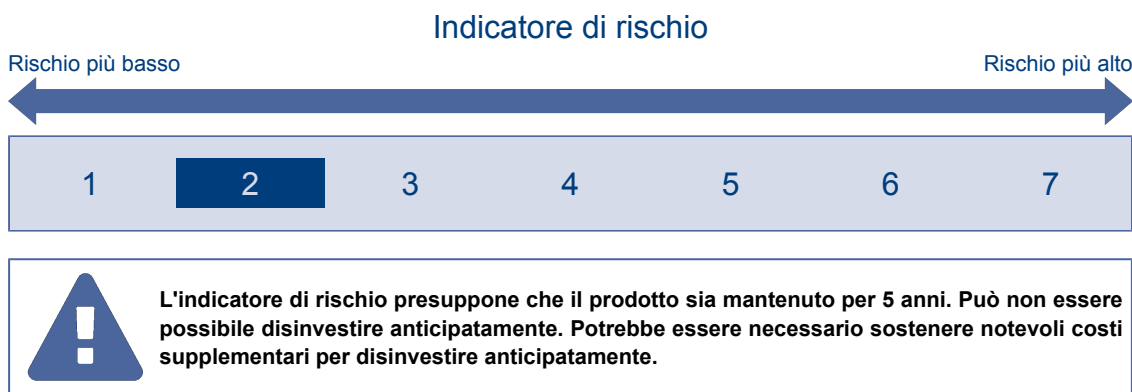 Indicatore di rischio
Rischio più basso
Rischio più alto
1 2 3 4 5 6 7
L'indicatore di rischio presuppone che il prodotto sia mantenuto per 5 anni. Può non essere
possibile disinvestire anticipatamente. Potrebbe essere necessario sostenere notevoli costi
supplementari per disinvestire anticipatamente.